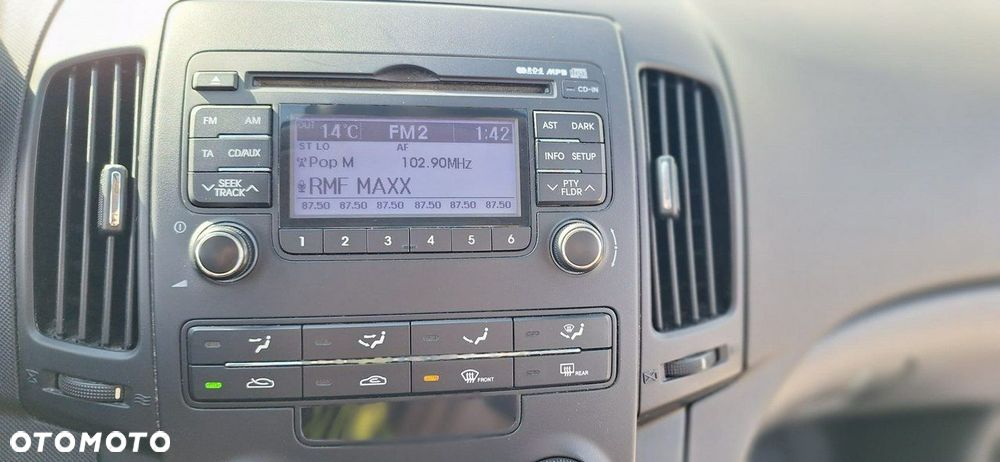 MP3
CD-IN
FM AM
AST DARK
OUT 14°C FM2 1:42
ST LO AF
TA CD/AUX
INFO SETUP
Pop M 102.90MHz
SEEK
TRACK
PTY
FLDR
RMF MAXX
87.50 87.50 87.50 87.50 87.50 87.50
1 2 3 4 5 6
FRONT
REAR
OTOMOTO